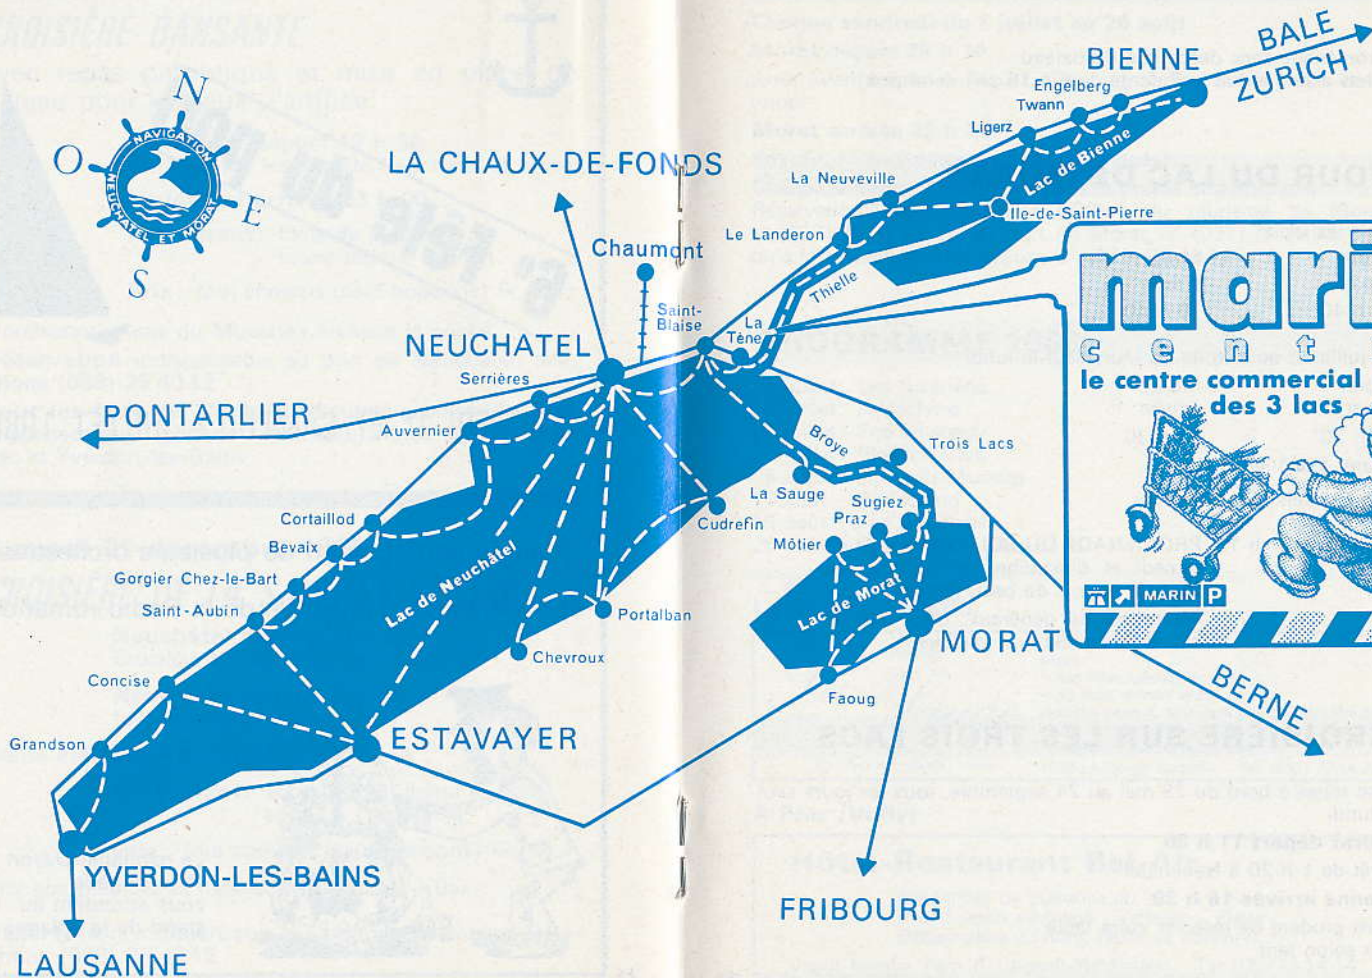 N
O
E
S
NAVIGATION
NEUCHATEL ET MORAT
LA CHAUX-DE-FONDS
Chaumont
Saint-
Blaise
NEUCHATEL
Serrières
PONTARLIER
Auvernier
Cortaillod
Bevaix
Gorgier Chez-le-Bart
Saint-Aubin
Concise
Grandson
Lac de Neuchâtel
Portalban
Chevroux
Cudrefin
ESTAVAYER
YVERDON-LES-BAINS
LAUSANNE
BIENNE
BALE
ZURICH
Engelberg
Twann
Ligerz
Lac de Bienne
La Neuveville
Ile-de-Saint-Pierre
Le Landeron
Thielle
La
Tène
Broye
Trois Lacs
La Sauge
Sugiez
Praz
Môtier
Lac de Morat
MORAT
Faoug
FRIBOURG
BERNE
mari
cent
le centre commercial
des 3 lacs
MARIN P